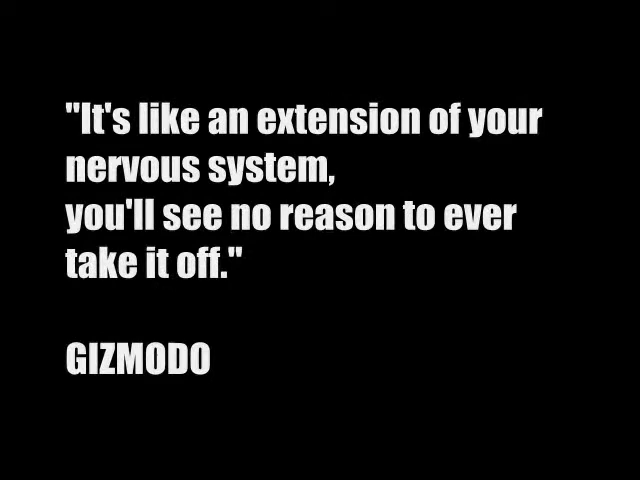 "It's like an extension of your
nervous system,
you'll see no reason to ever
take it off."
GIZMODO